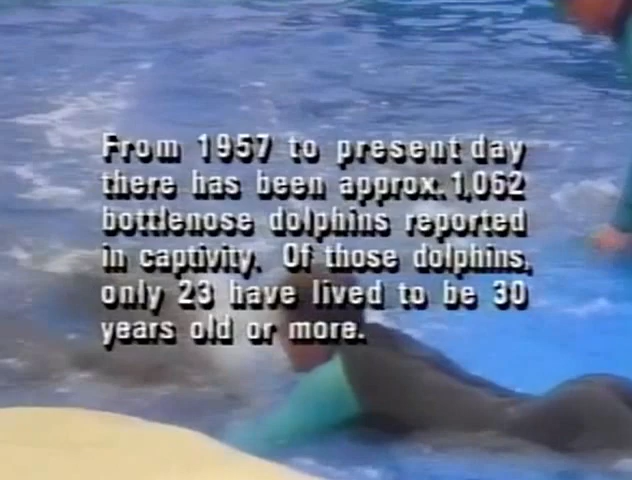 From 1957 to present day
there has been approx. 1,062
bottlenose dolphins reported
in captivity. Of those dolphins,
only 23 have lived to be 30
years old or more.